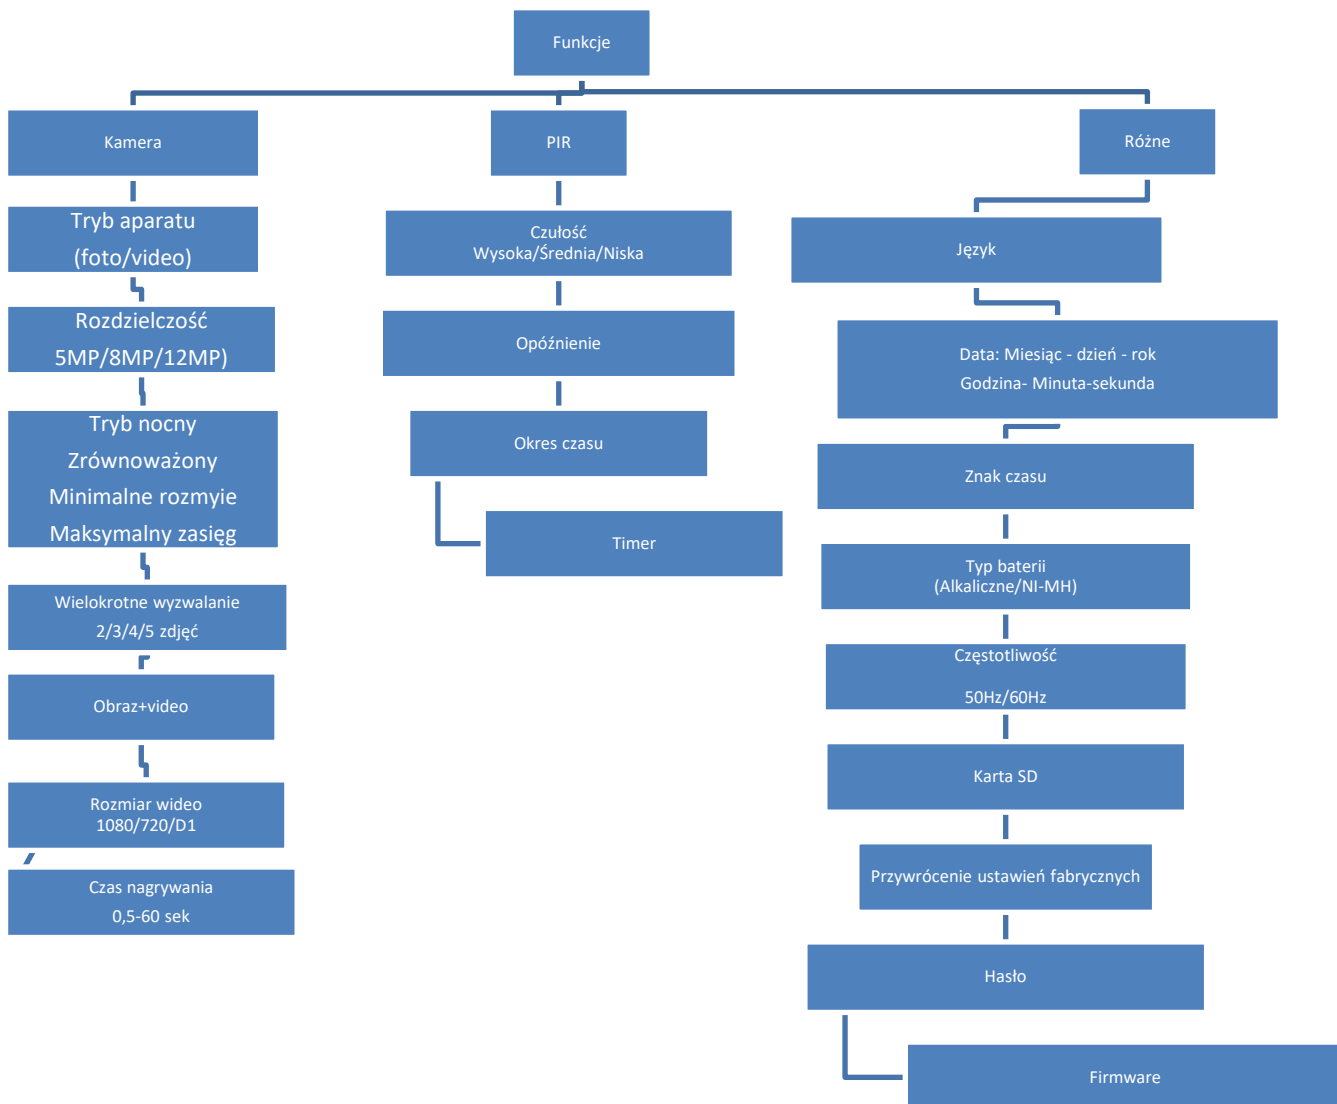 Funkcje
Kamera
Tryb aparatu
(foto/video)
Rozdzielczość
5MP/8MP/12MP)
Tryb nocny
Zrównoważony
Minimalne rozmyie
Maksymalny zasięg
Wielokrotne wyzwalanie
2/3/4/5 zdjęć
Obraz+video
Rozmiar wideo
1080/720/D1
Czas nagrywania
0,5-60 sek
PIR
Czułość
Wysoka/Średnia/Niska
Opóźnienie
Okres czasu
Timer
Różne
Język
Data: Miesiąc - dzień - rok
Godzina- Minuta-sekunda
Znak czasu
Typ baterii
(Alkaliczne/NI-MH)
Częstotliwość
50Hz/60Hz
Karta SD
Przywrócenie ustawień fabrycznych
Hasło
Firmware